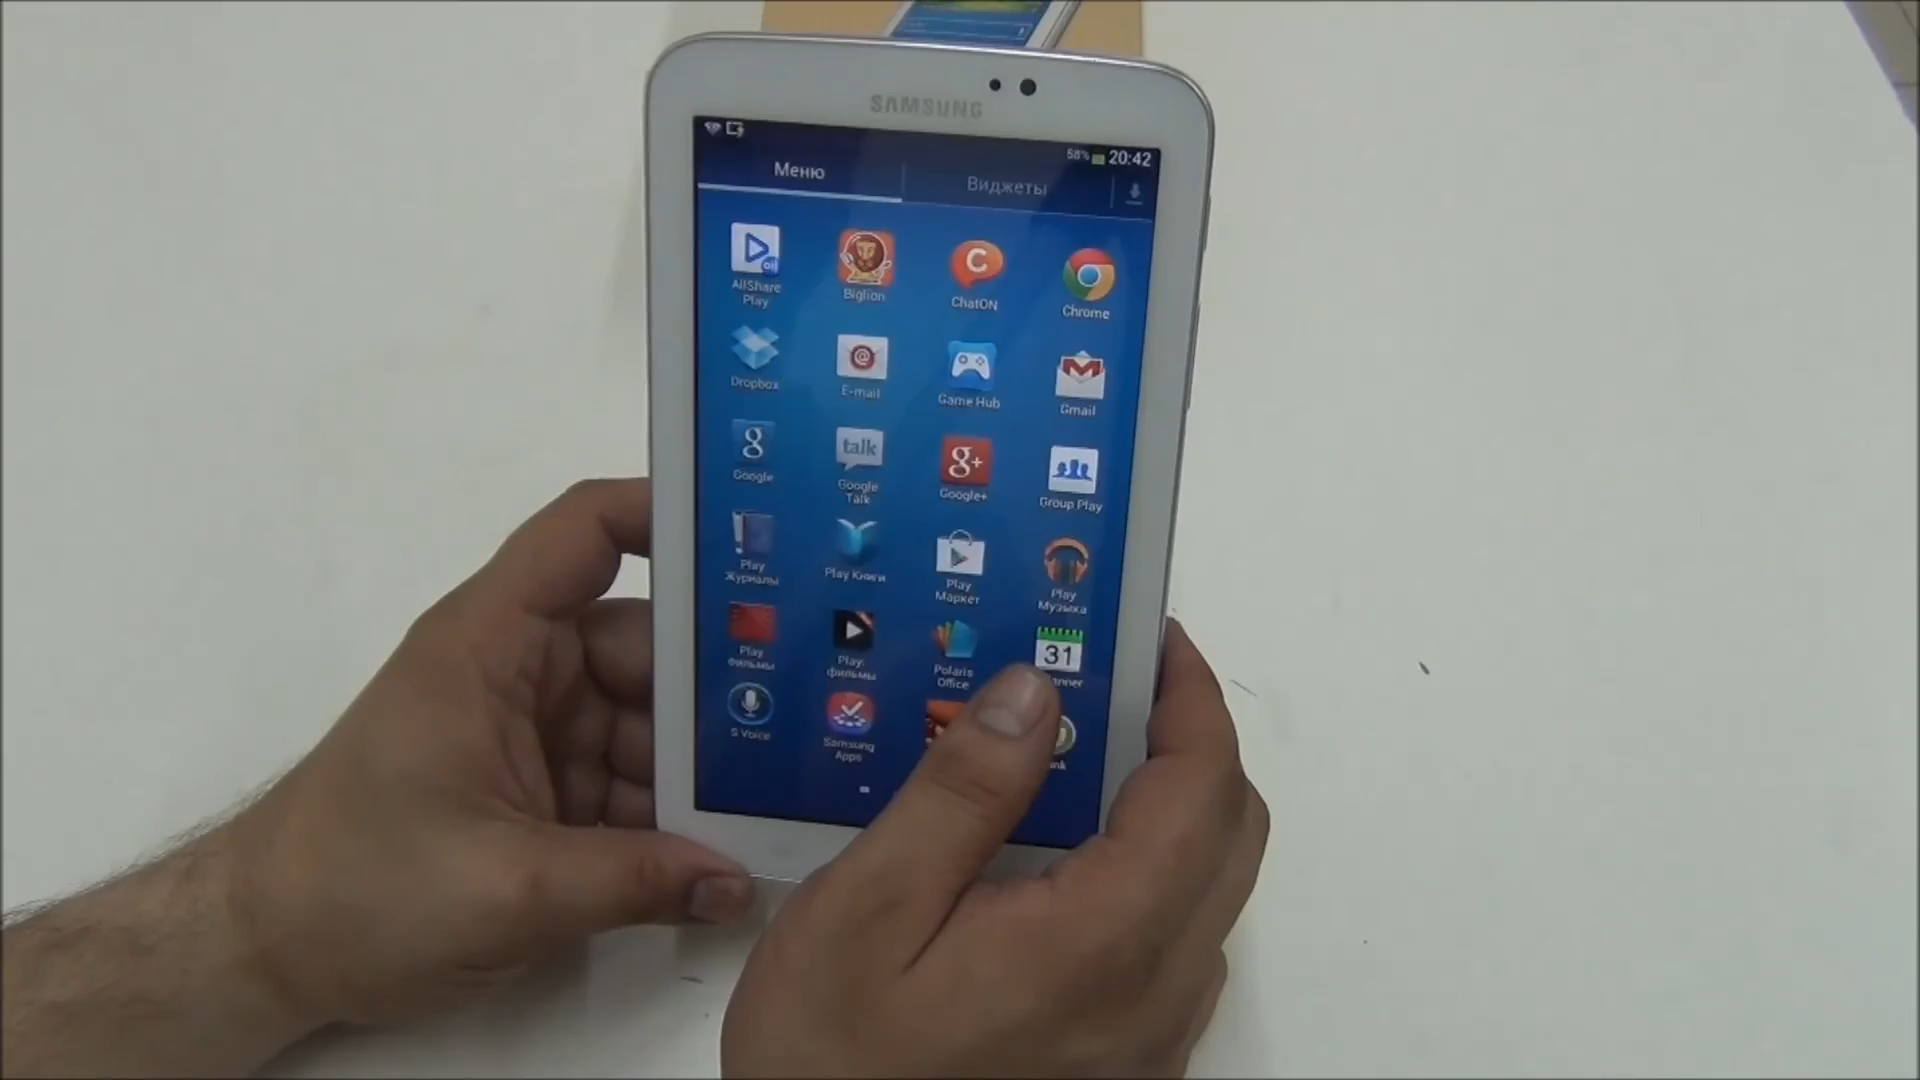 SAMSUNG
58% 20:42
Меню
Виджеты
AllShare
Play
Biglion
C
ChatON
Chrome
Dropbox
E-mail
Game Hub
Gmail
g
Google
talk
Google
Talk
g+
Google+
Group Play
Play
Журналы
Play Книги
Play
Маркет
Play
Музыка
Play
Фильмы
Play:
фильмы
Polaris
Office
31
S Voice
Samsung
Apps